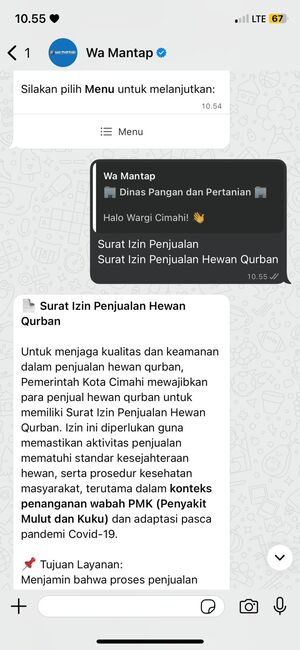 10.55
LTE 67
1
Wa Mantap
Silakan pilih Menu untuk melanjutkan:
10.54
Menu
Wa Mantap
🏢 Dinas Pangan dan Pertanian 🏢
Halo Wargi Cimahi! 👋
Surat Izin Penjualan
Surat Izin Penjualan Hewan Qurban
10.55
Surat Izin Penjualan Hewan
Qurban
Untuk menjaga kualitas dan keamanan
dalam penjualan hewan qurban,
Pemerintah Kota Cimahi mewajibkan
para penjual hewan qurban untuk
memiliki Surat Izin Penjualan Hewan
Qurban. Izin ini diperlukan guna
memastikan aktivitas penjualan
mematuhi standar kesejahteraan
hewan, serta prosedur kesehatan
masyarakat, terutama dalam konteks
penanganan wabah PMK (Penyakit
Mulut dan Kuku) dan adaptasi pasca
pandemi Covid-19.
📌 Tujuan Layanan:
Menjamin bahwa proses penjualan